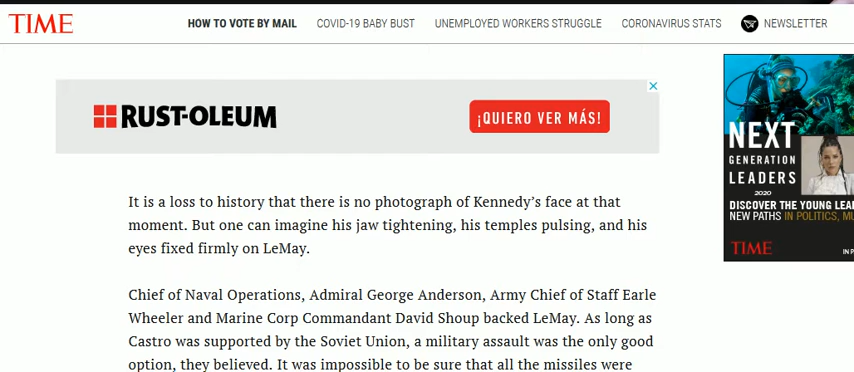 TIME
HOW TO VOTE BY MAIL COVID-19 BABY BUST UNEMPLOYED WORKERS STRUGGLE CORONAVIRUS STATS NEWSLETTER
RUST-OLEUM ¡QUIERO VER MÁS!
NEXT
GENERATION
LEADERS
2020
DISCOVER THE YOUNG LEA
NEW PATHS IN POLITICS, MU
TIME IN P
It is a loss to history that there is no photograph of Kennedy’s face at that
moment. But one can imagine his jaw tightening, his temples pulsing, and his
eyes fixed firmly on LeMay.
Chief of Naval Operations, Admiral George Anderson, Army Chief of Staff Earle
Wheeler and Marine Corp Commandant David Shoup backed LeMay. As long as
Castro was supported by the Soviet Union, a military assault was the only good
option, they believed. It was impossible to be sure that all the missiles were